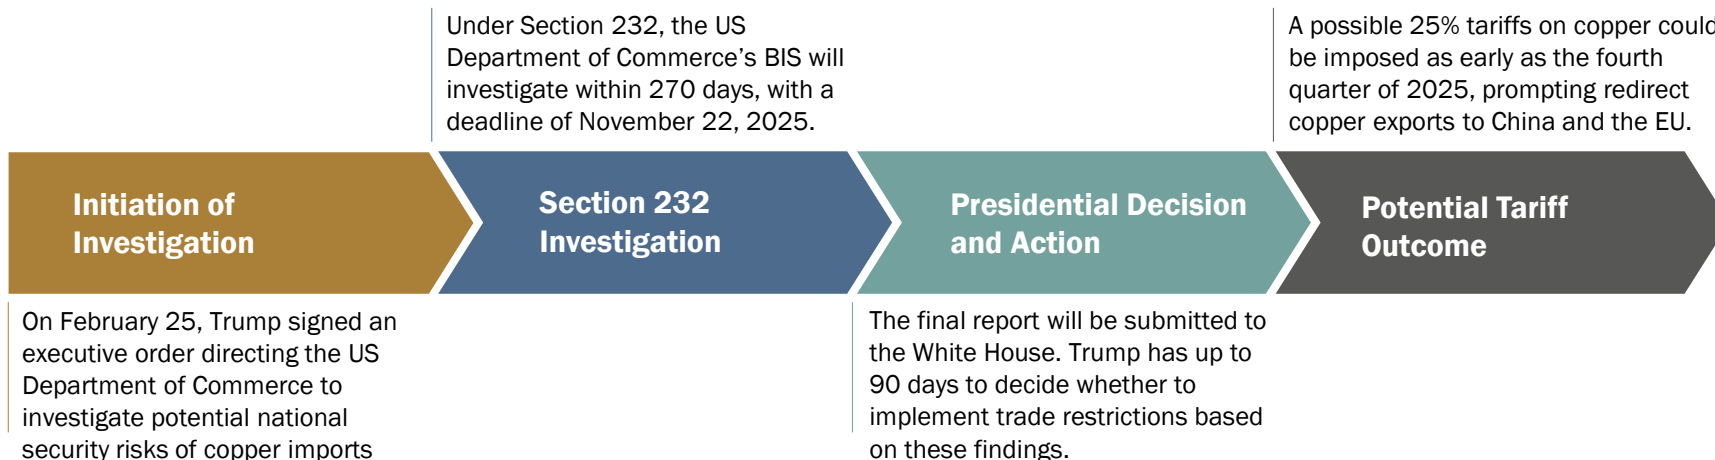 Under Section 232, the US
Department of Commerce's BIS will
investigate within 270 days, with a
deadline of November 22, 2025.
A possible 25% tariffs on copper could
be imposed as early as the fourth
quarter of 2025, prompting redirect
copper exports to China and the EU.
Initiation of
Investigation
Section 232
Investigation
Presidential Decision
and Action
Potential Tariff
Outcome
On February 25, Trump signed an
executive order directing the US
Department of Commerce to
investigate potential national
security risks of copper imports
The final report will be submitted to
the White House. Trump has up to
90 days to decide whether to
implement trade restrictions based
on these findings.